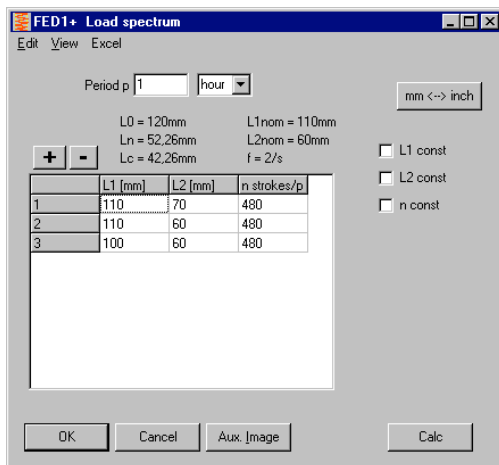 FED1+ Load spectrum
Edit View Excel
Period p 1 hour
mm <--> inch
L0 = 120mm L1nom = 110mm
Ln = 52,26mm L2nom = 60mm
+ - Lc = 42,26mm f = 2/s
L1 const
L2 const
n const
L1 [mm] L2 [mm] n strokes/p
1 110 70 480
2 110 60 480
3 100 60 480
OK Cancel Aux. Image Calc